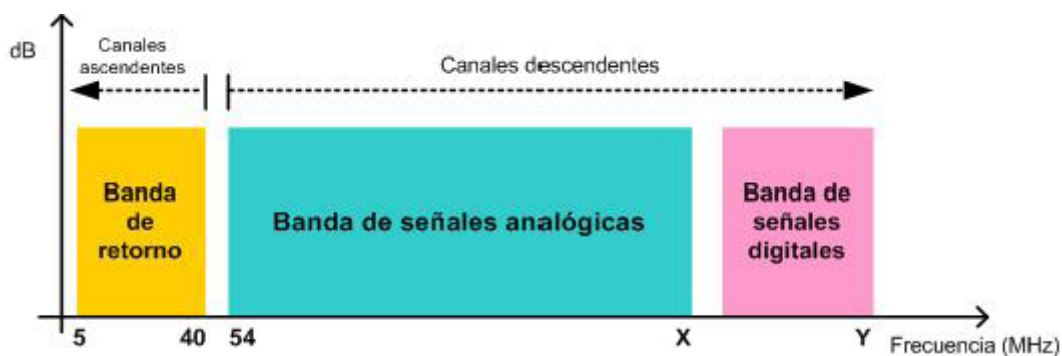 dB
Canales
ascendentes
Canales descendentes
Banda
de
retorno
Banda de señales analógicas
Banda de
señales
digitales
5 40 54 X Y Frecuencia (MHz)